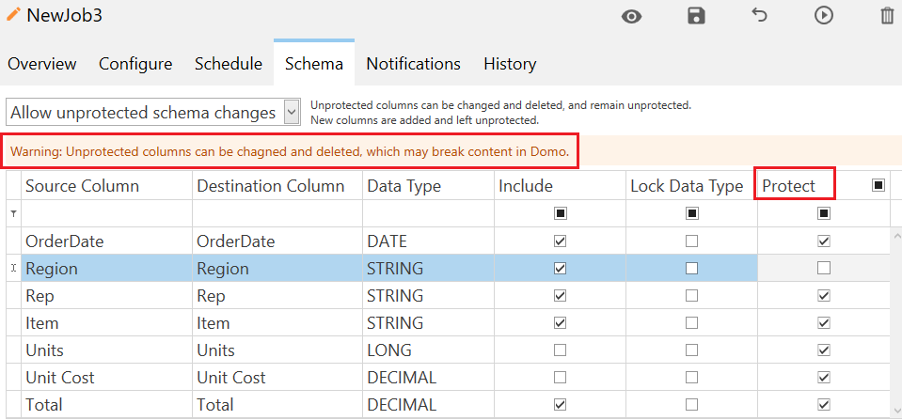 NewJob3
Overview Configure Schedule Schema Notifications History
Allow unprotected schema changes
Unprotected columns can be changed and deleted, and remain unprotected.
New columns are added and left unprotected.
Warning: Unprotected columns can be chagned and deleted, which may break content in Domo.
Source Column Destination Column Data Type Include Lock Data Type Protect
OrderDate OrderDate DATE
Region Region STRING
Rep Rep STRING
Item Item STRING
Units Units LONG
Unit Cost Unit Cost DECIMAL
Total Total DECIMAL